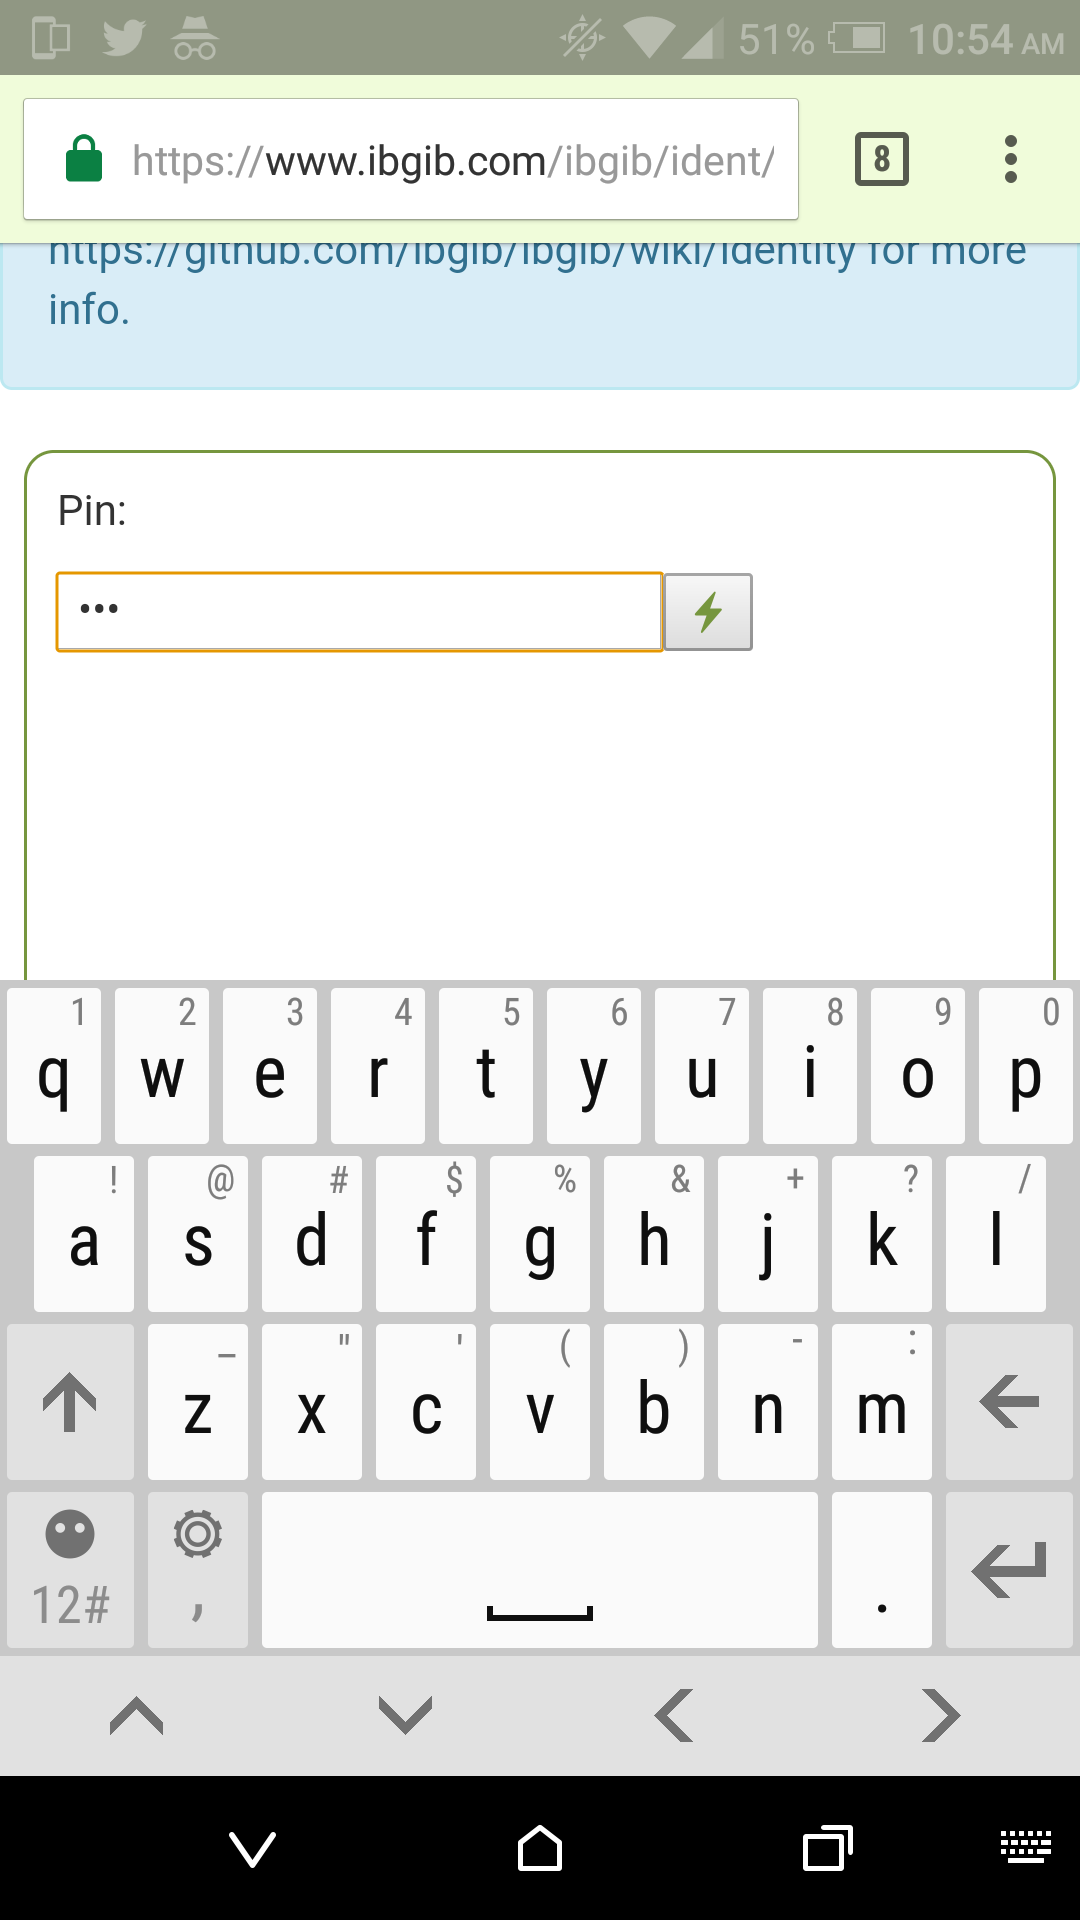 51% 10:54 AM
https://www.ibgib.com/ibgib/ident/ 8
https://github.com/ibgib/ibgib/wiki/Identity for more
info.
Pin:
•••
1 2 3 4 5 6 7 8 9 0
q w e r t y u i o p
! @ # $ % & + ? /
a s d f g h j k l
_ " ' ( ) - :
z x c v b n m
12# , .